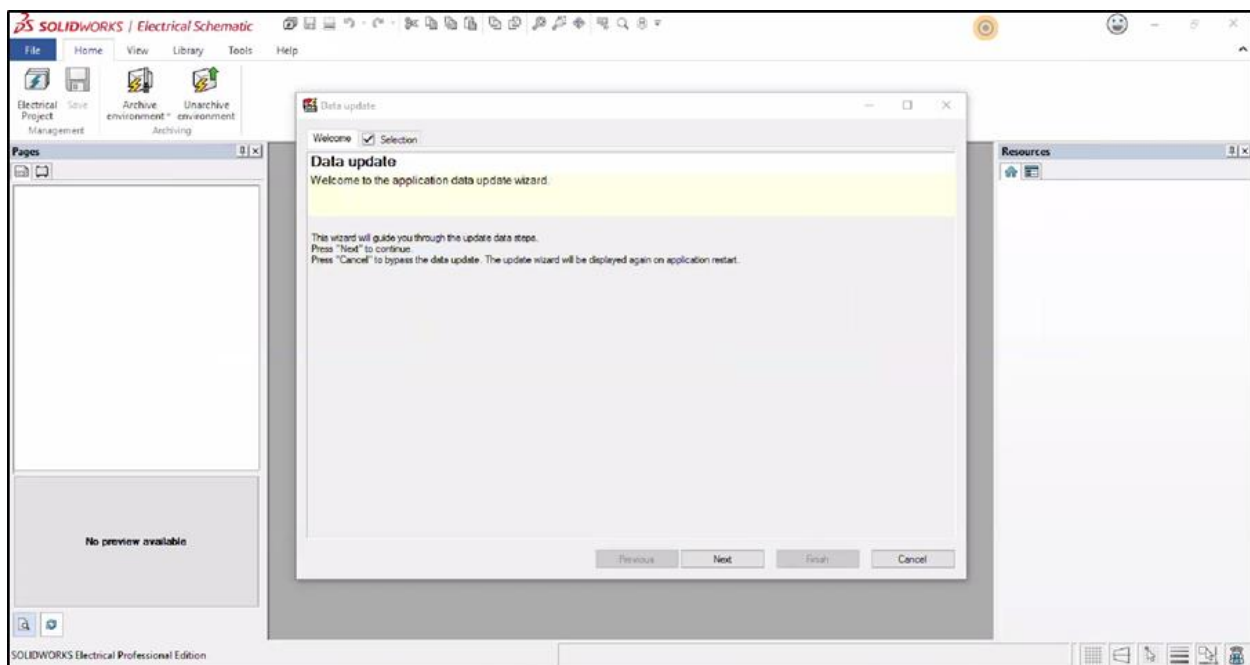 SOLIDWORKS | Electrical Schematic
File Home View Library Tools Help
Electrical Project
Save
Archive environment
Unarchive environment
Management
Archiving
Pages
No preview available
Data update
Welcome
Selection
Data update
Welcome to the application data update wizard.
This wizard will guide you through the update data steps.
Press "Next" to continue.
Press "Cancel" to bypass the data update. The update wizard will be displayed again on application restart.
Previous Next Finish Cancel
Resources
SOLIDWORKS Electrical Professional Edition